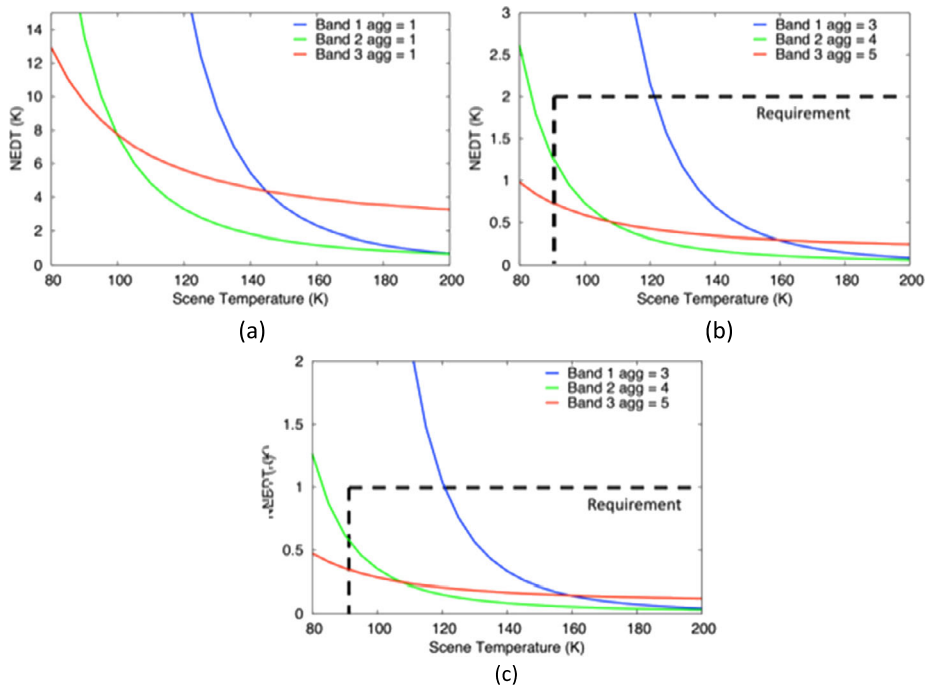 Band 1 agg = 1
Band 2 agg = 1
Band 3 agg = 1
NEDT (K)
14
12
10
8
6
4
2
0
80 100 120 140 160 180 200
Scene Temperature (K)
(a)
Band 1 agg = 3
Band 2 agg = 4
Band 3 agg = 5
Requirement
NEDT (K)
3
2.5
2
1.5
1
0.5
0
80 100 120 140 160 180 200
Scene Temperature (K)
(b)
Band 1 agg = 3
Band 2 agg = 4
Band 3 agg = 5
Requirement
2
1.5
1
0.5
0
80 100 120 140 160 180 200
Scene Temperature (K)
(c)